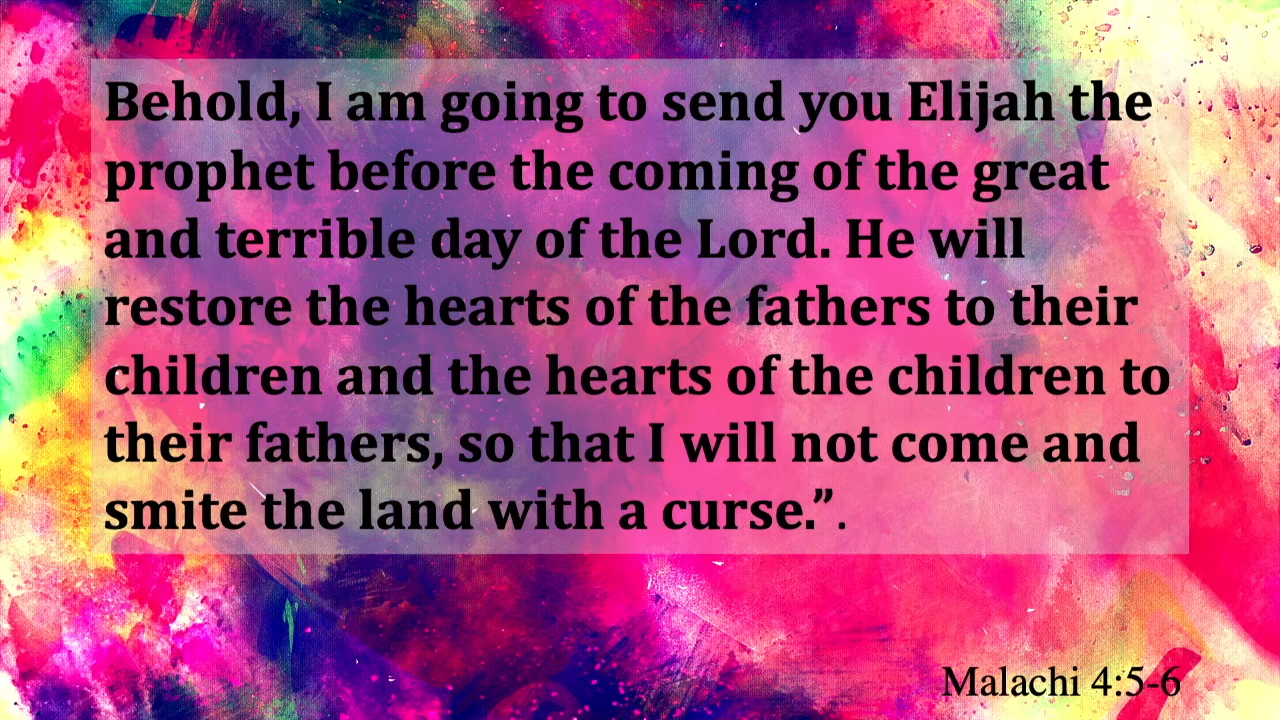 Behold, I am going to send you Elijah the
prophet before the coming of the great
and terrible day of the Lord. He will
restore the hearts of the fathers to their
children and the hearts of the children to
their fathers, so that I will not come and
smite the land with a curse.”.
Malachi 4:5-6